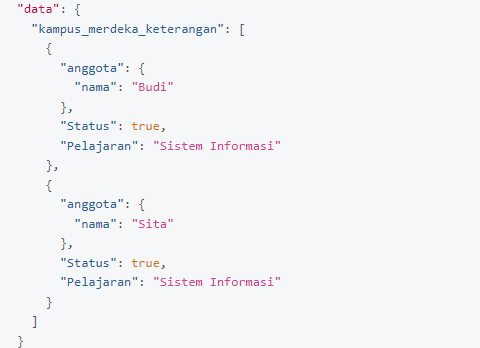 "data": {
"kampus_merdeka_keterangan": [
{
"anggota": {
"nama": "Budi"
},
"Status": true,
"Pelajaran": "Sistem Informasi"
},
{
"anggota": {
"nama": "Sita"
},
"Status": true,
"Pelajaran": "Sistem Informasi"
}
]
}